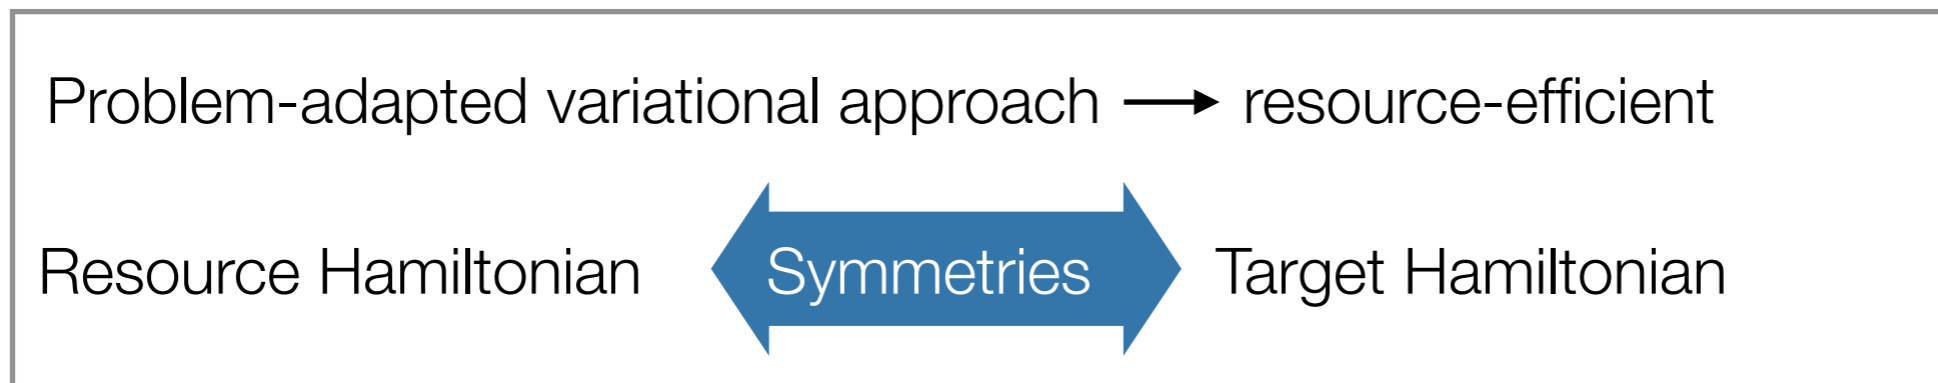 Problem-adapted variational approach → resource-efficient
Resource Hamiltonian Symmetries Target Hamiltonian